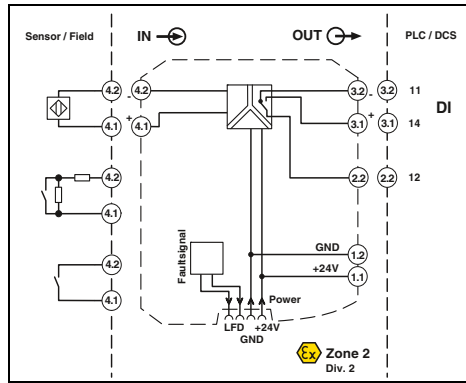 Sensor / Field
IN
OUT
PLC / DCS
4.2
4.2
-
3.2
-
3.2
11
DI
4.1
+
4.1
3.1
+
3.1
14
4.2
2.2
2.2
12
4.1
Faultsignal
GND
1.2
4.2
+24V
1.1
4.1
Power
LFD
+24V
GND
Ex
Zone 2
Div. 2